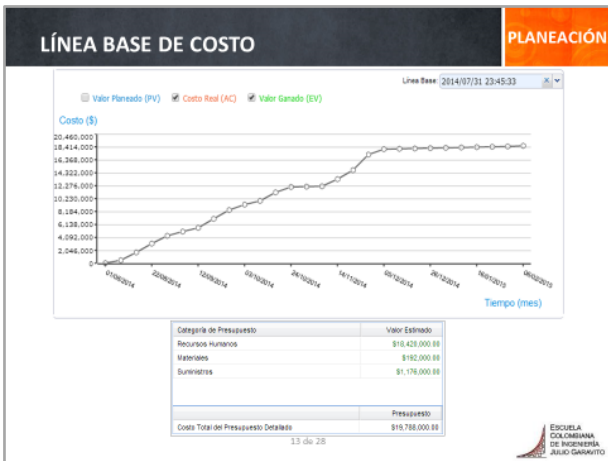 LÍNEA BASE DE COSTO
PLANEACIÓN
Línea Base: 2014/07/31 23:45:33
Valor Planeado (PV) Costo Real (AC) Valor Ganado (EV)
Costo ($)
20,460,000
18,414,000
16,368,000
14,322,000
12,276,000
10,230,000
8,184,000
6,138,000
4,092,000
2,046,000
0
01/08/2014 22/08/2014 12/09/2014 03/10/2014 24/10/2014 14/11/2014 05/12/2014 26/12/2014 16/01/2015 06/02/2015
Tiempo (mes)
Categoría de Presupuesto Valor Estimado
Recursos Humanos $18,420,000.00
Materiales $192,000.00
Suministros $1,176,000.00
Presupuesto
Costo Total del Presupuesto Detallado $19,788,000.00
13 de 28
ESCUELA
COLOMBIANA
DE INGENIERÍA
JULIO GARAVITO